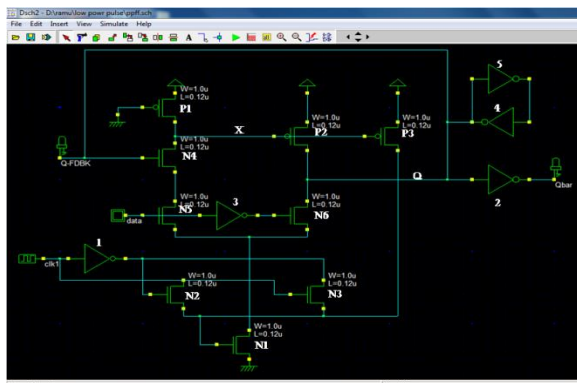 Dsch2 - D:\ramu\low powr pulse\ppff.sch
File Edit Insert View Simulate Help
W=1.0u
L=0.12u
P1
W=1.0u
L=0.12u
P2
W=1.0u
L=0.12u
P3
5
4
X
W=1.0u
L=0.12u
N4
Q-FDBK
Q
Qbar
2
W=1.0u
L=0.12u
N5
3
W=1.0u
L=0.12u
N6
data
1
clk1
W=1.0u
L=0.12u
N2
W=1.0u
L=0.12u
N3
W=1.0u
L=0.12u
N1